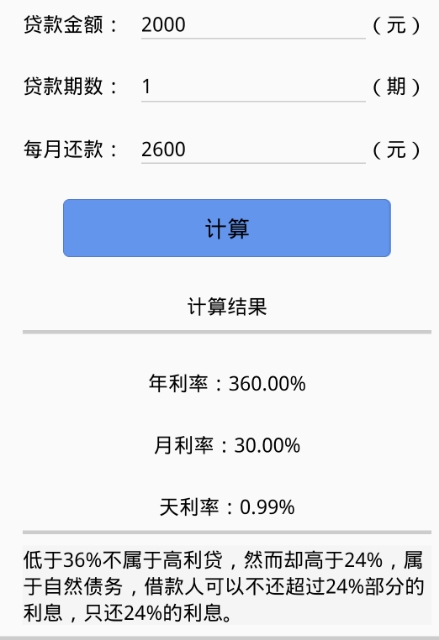 贷款金额： 2000 （元）
贷款期数： 1 （期）
每月还款： 2600 （元）
计算
计算结果
年利率：360.00%
月利率：30.00%
天利率：0.99%
低于36%不属于高利贷，然而却高于24%，属
于自然债务，借款人可以不还超过24%部分的
利息，只还24%的利息。